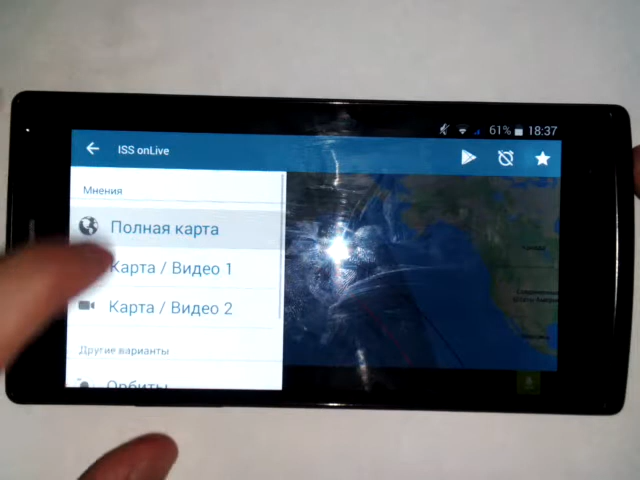 61% 18:37
ISS onLive
Мнения
Полная карта
Карта / Видео 1
Карта / Видео 2
Другие варианты
Орбиты